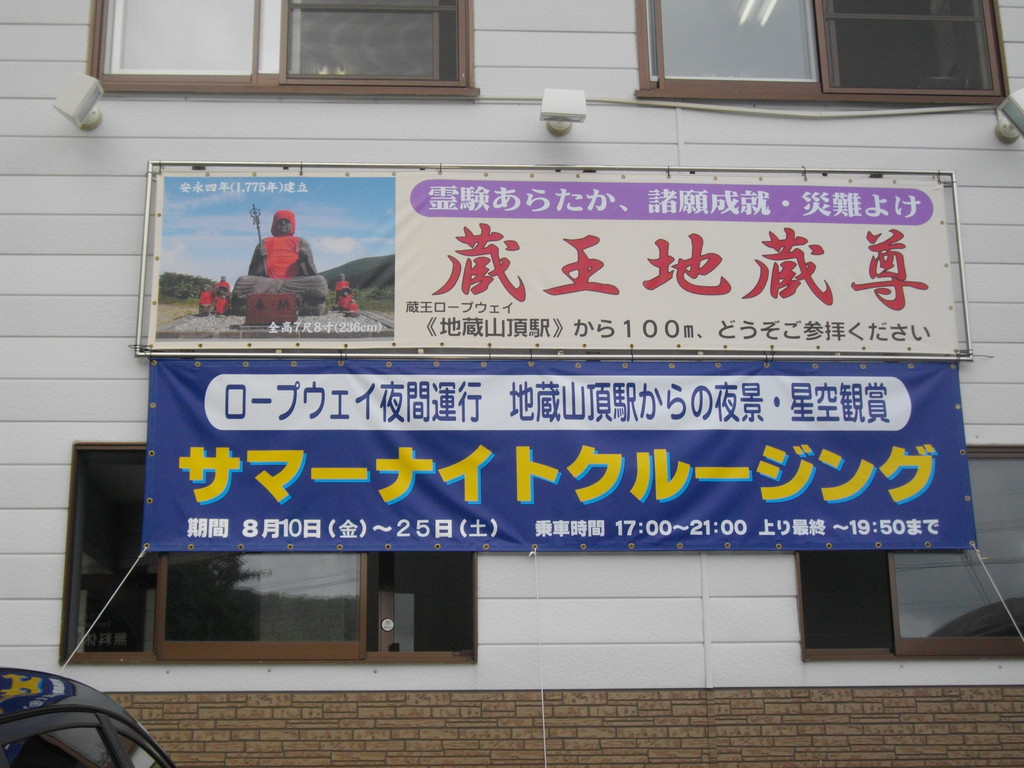 安永四年(1,775年)建立
奉納
全高7尺8寸(236cm)
霊験あらたか、諸願成就・災難よけ
蔵王地蔵尊
蔵王ロープウェイ
《地蔵山頂駅》から１００ｍ、どうぞご参拝ください
ロープウェイ夜間運行　地蔵山頂駅からの夜景・星空観賞
サマーナイトクルージング
期間 8月10日(金)～25日(土)　乗車時間 17:00～21:00 上り最終 ～19:50まで